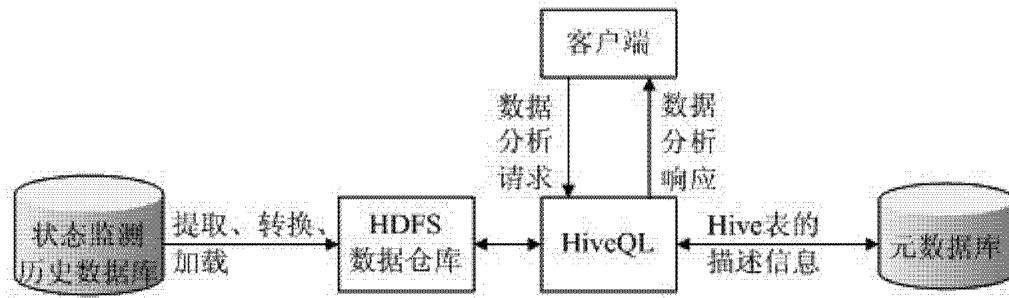 客户端
数据
分析
请求
数据
分析
响应
状态监测
历史数据库
提取、转换、
加载
HDFS
数据仓库
HiveQL
Hive表的
描述信息
元数据库